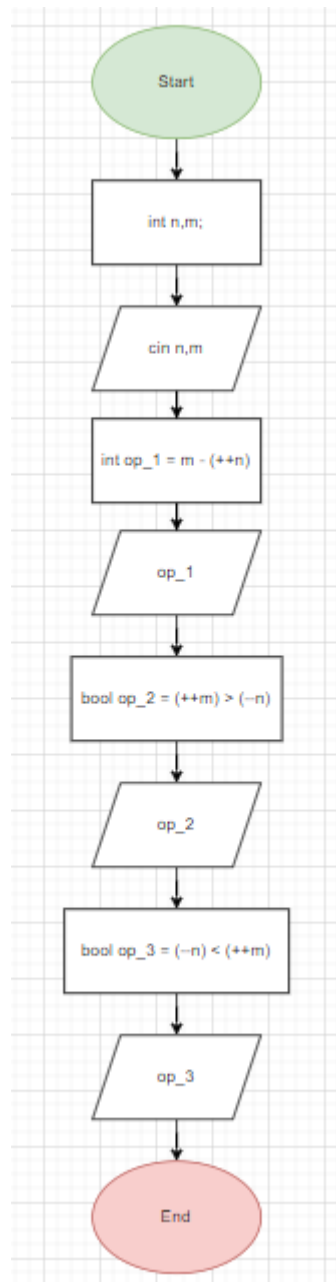 Start
int n,m;
cin n,m
int op_1 = m - (++n)
op_1
bool op_2 = (++m) > (--n)
op_2
bool op_3 = (--n) < (++m)
op_3
End